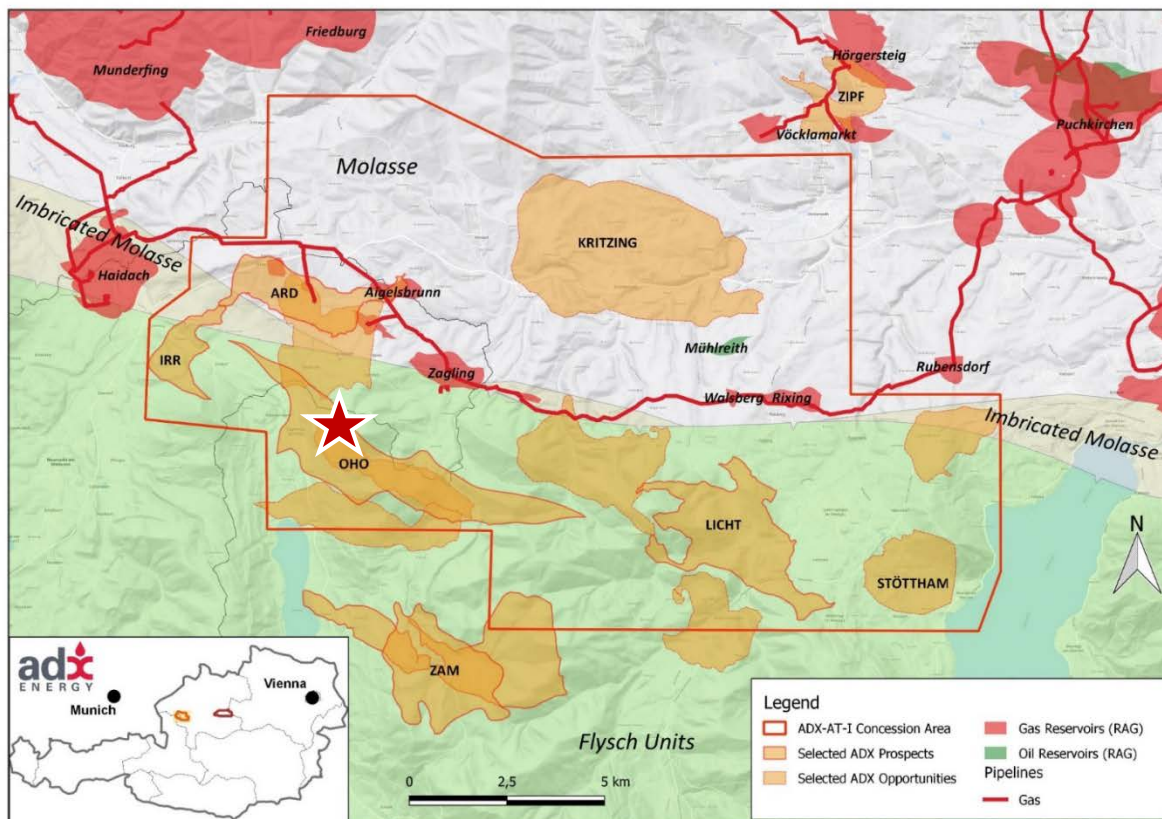 Friedburg
Munderfing
Hörgersteig
ZIPF
Vöcklamarkt
Puchkirchen
Molasse
Imbricated Molasse
KRITZING
Haidach
ARD
Aigelsbrunn
IRR
Mühlreith
Zagling
Rubensdorf
Walsberg
Rixing
Imbricated Molasse
OHO
LICHT
N
STÖTTHAM
ZAM
Flysch Units
0 2,5 5 km
adx
ENERGY
Vienna
Munich
Legend
ADX-AT-I Concession Area
Selected ADX Prospects
Selected ADX Opportunities
Gas Reservoirs (RAG)
Oil Reservoirs (RAG)
Pipelines
Gas